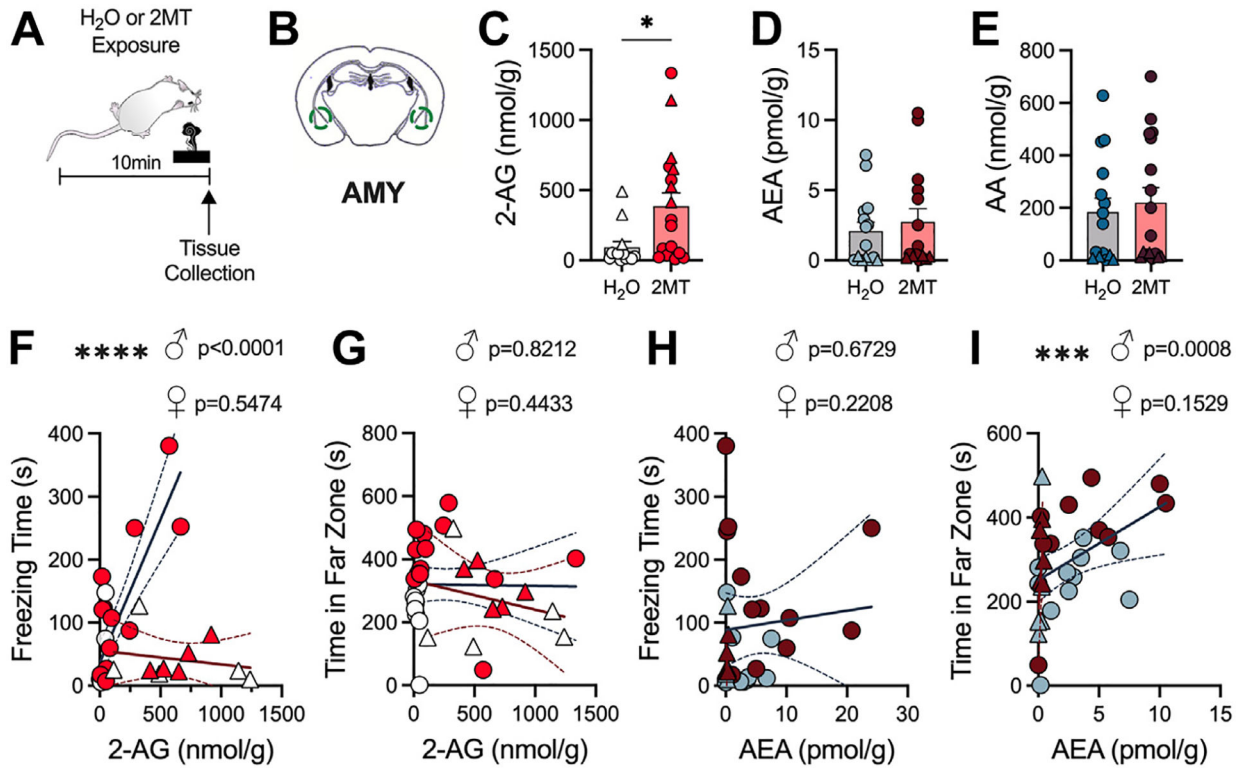 A
H₂O or 2MT
Exposure
10min
Tissue
Collection
B
AMY
C
*
2-AG (nmol/g)
1500
1000
500
0
H₂O 2MT
D
AEA (pmol/g)
15
10
5
0
H₂O 2MT
E
AA (nmol/g)
800
600
400
200
0
H₂O 2MT
F
**** ♂ p<0.0001
♀ p=0.5474
Freezing Time (s)
400
300
200
100
0
0 500 1000 1500
2-AG (nmol/g)
G
♂ p=0.8212
♀ p=0.4433
Time in Far Zone (s)
800
600
400
200
0
0 500 1000 1500
2-AG (nmol/g)
H
♂ p=0.6729
♀ p=0.2208
Freezing Time (s)
400
300
200
100
0
0 10 20 30
AEA (pmol/g)
I
*** ♂ p=0.0008
♀ p=0.1529
Time in Far Zone (s)
600
400
200
0
0 5 10 15
AEA (pmol/g)